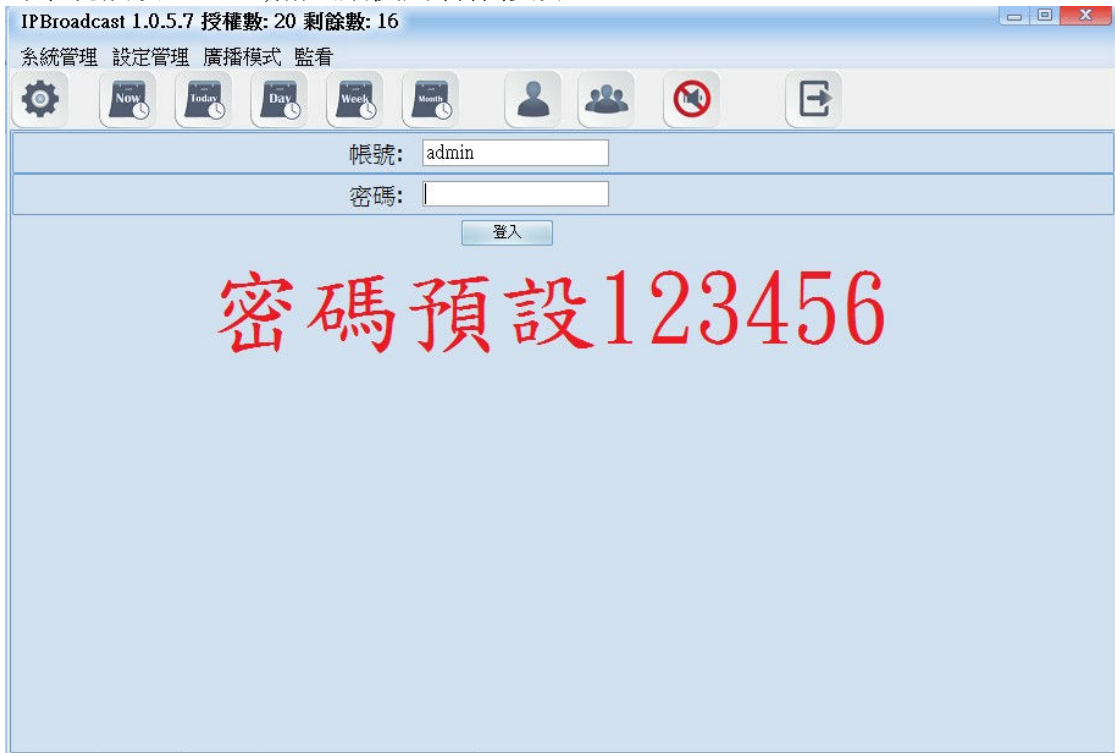 IPBroadcast 1.0.5.7 授權數: 20 剩餘數: 16
系統管理 設定管理 廣播模式 監看
Now Today Day Week Month
帳號: admin
密碼:
登入
密碼預設123456